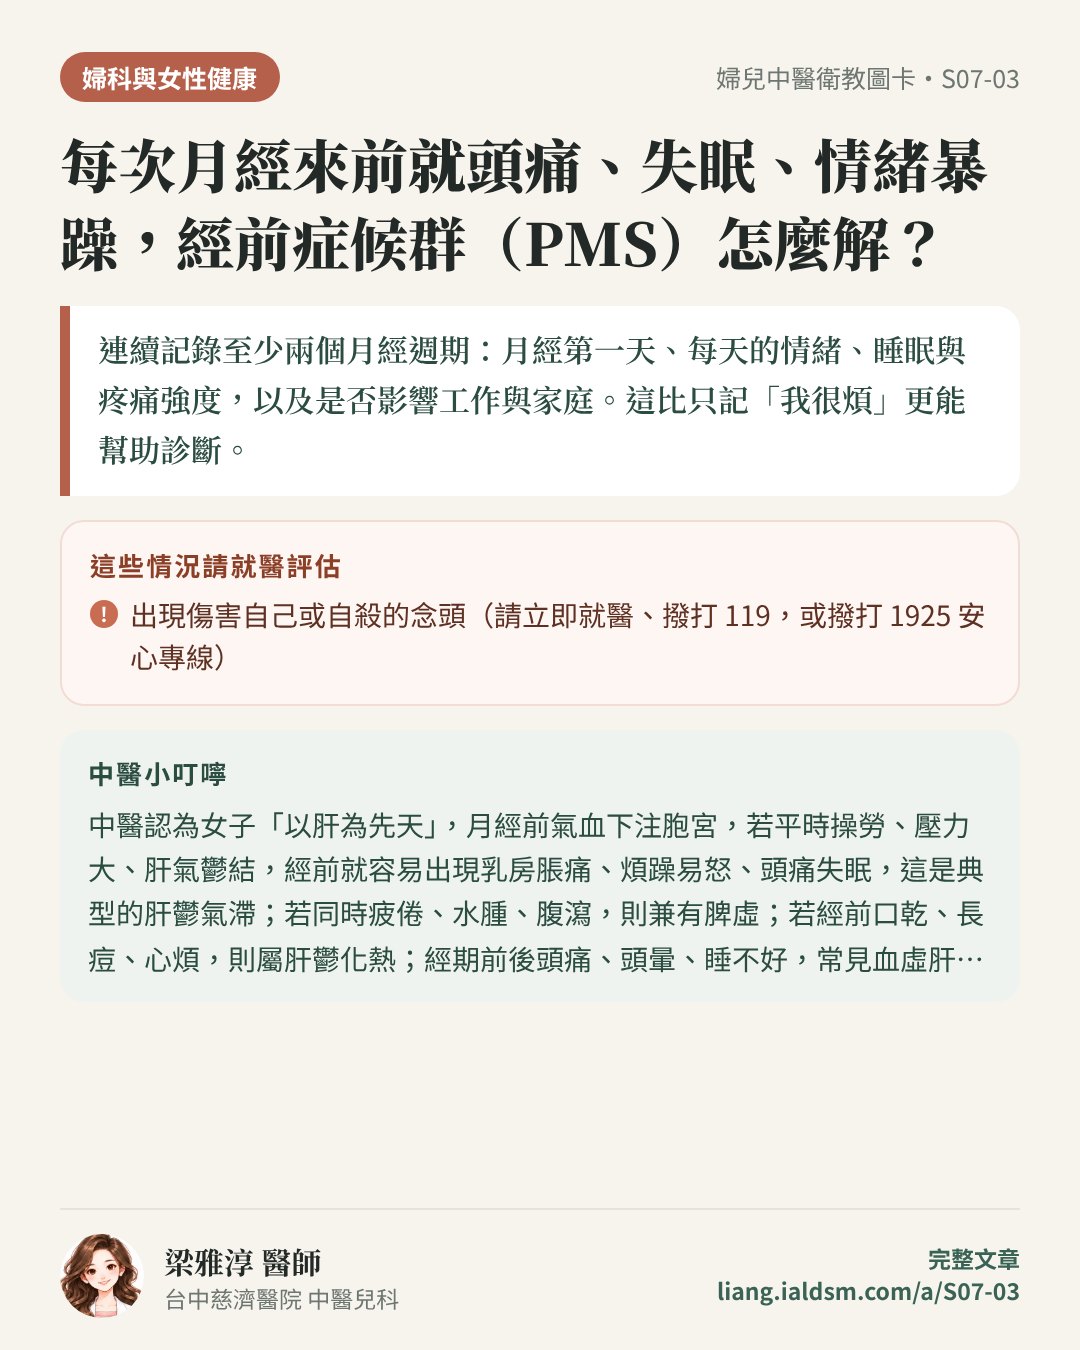 婦科與女性健康
婦兒中醫衛教圖卡・S07-03
每次月經來前就頭痛、失眠、情緒暴
躁，經前症候群（PMS）怎麼解？
連續記錄至少兩個月經週期：月經第一天、每天的情緒、睡眠與
疼痛強度，以及是否影響工作與家庭。這比只記「我很煩」更能
幫助診斷。
這些情況請就醫評估
出現傷害自己或自殺的念頭（請立即就醫、撥打 119，或撥打 1925 安
心專線）
中醫小叮嚀
中醫認為女子「以肝為先天」，月經前氣血下注胞宮，若平時操勞、壓力
大、肝氣鬱結，經前就容易出現乳房脹痛、煩躁易怒、頭痛失眠，這是典
型的肝鬱氣滯；若同時疲倦、水腫、腹瀉，則兼有脾虛；若經前口乾、長
痘、心煩，則屬肝鬱化熱；經期前後頭痛、頭暈、睡不好，常見血虛肝…
梁雅淳 醫師
台中慈濟醫院 中醫兒科
完整文章
liang.ialdsm.com/a/S07-03